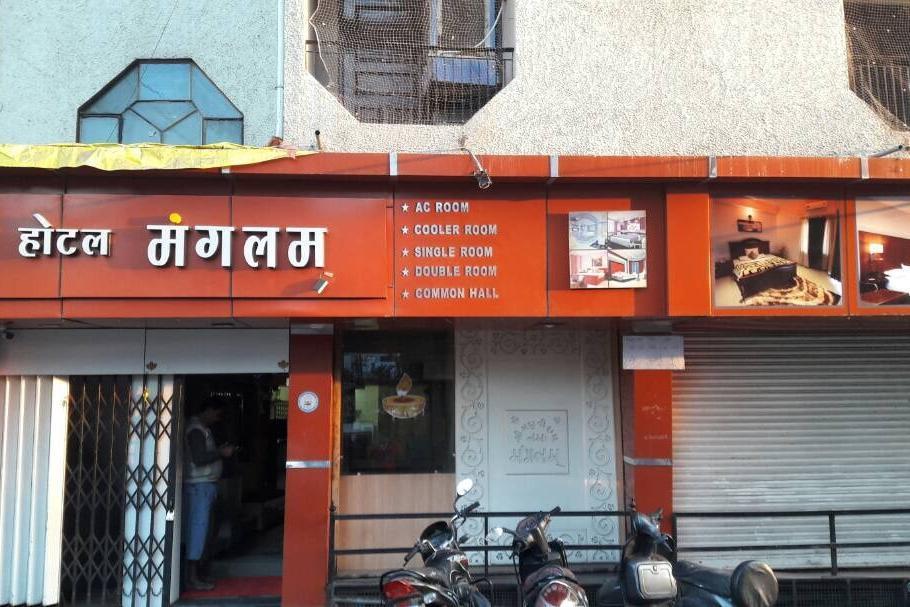 होटल मंगलम
★ AC ROOM
★ COOLER ROOM
★ SINGLE ROOM
★ DOUBLE ROOM
★ COMMON HALL